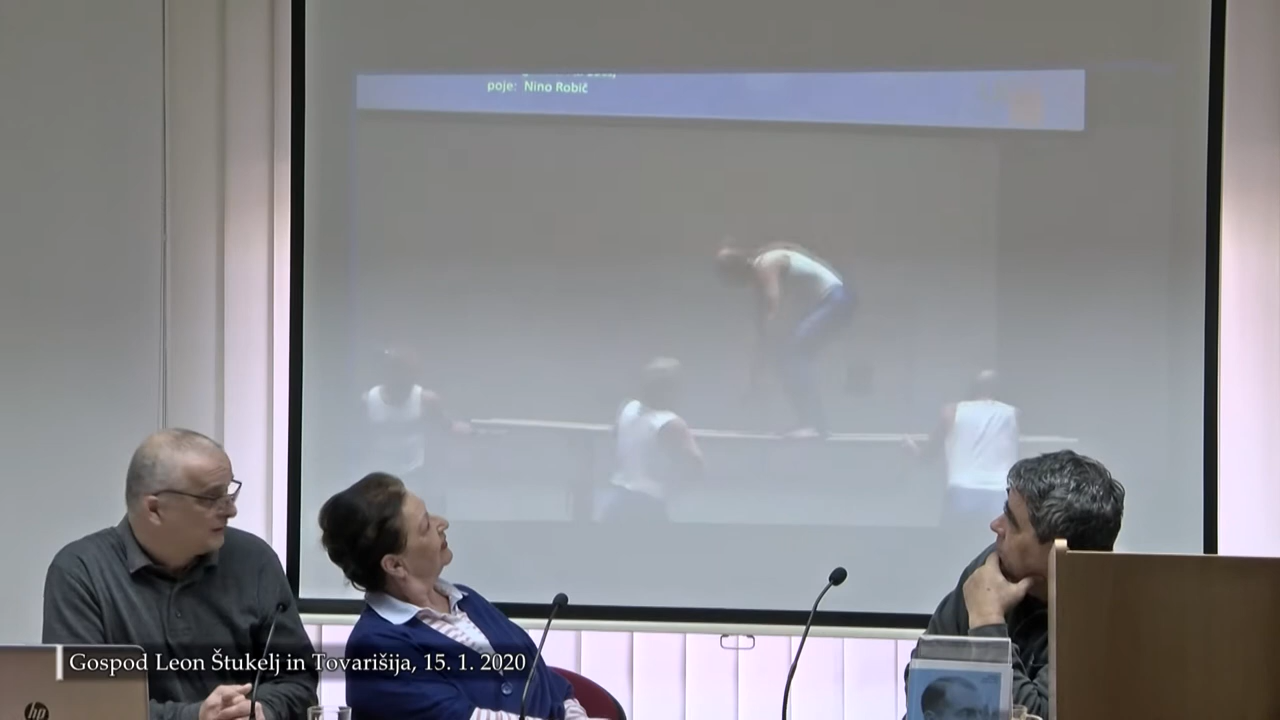 poje: Nino Robič
Gospod Leon Štukelj in Tovarišija, 15. 1. 2020
hp